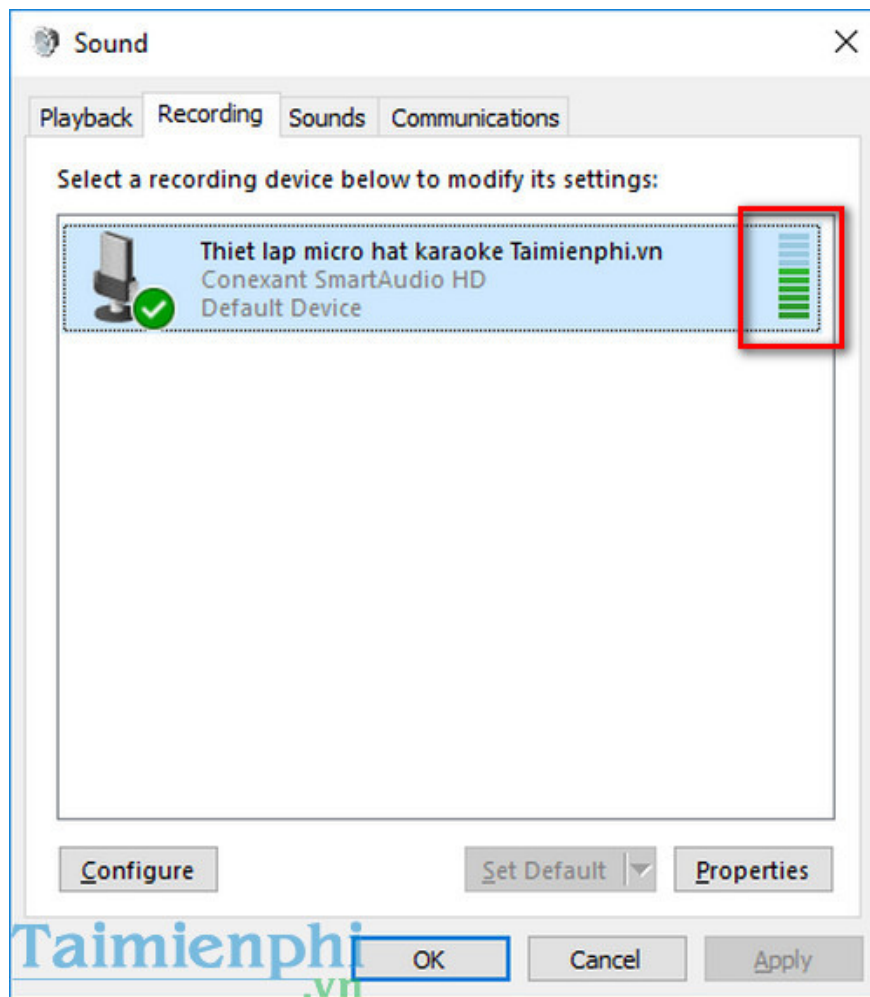 Sound
Playback Recording Sounds Communications
Select a recording device below to modify its settings:
Thiet lap micro hat karaoke Taimienphi.vn
Conexant SmartAudio HD
Default Device
Configure Set Default Properties
Taimienphi
.vn
OK Cancel Apply